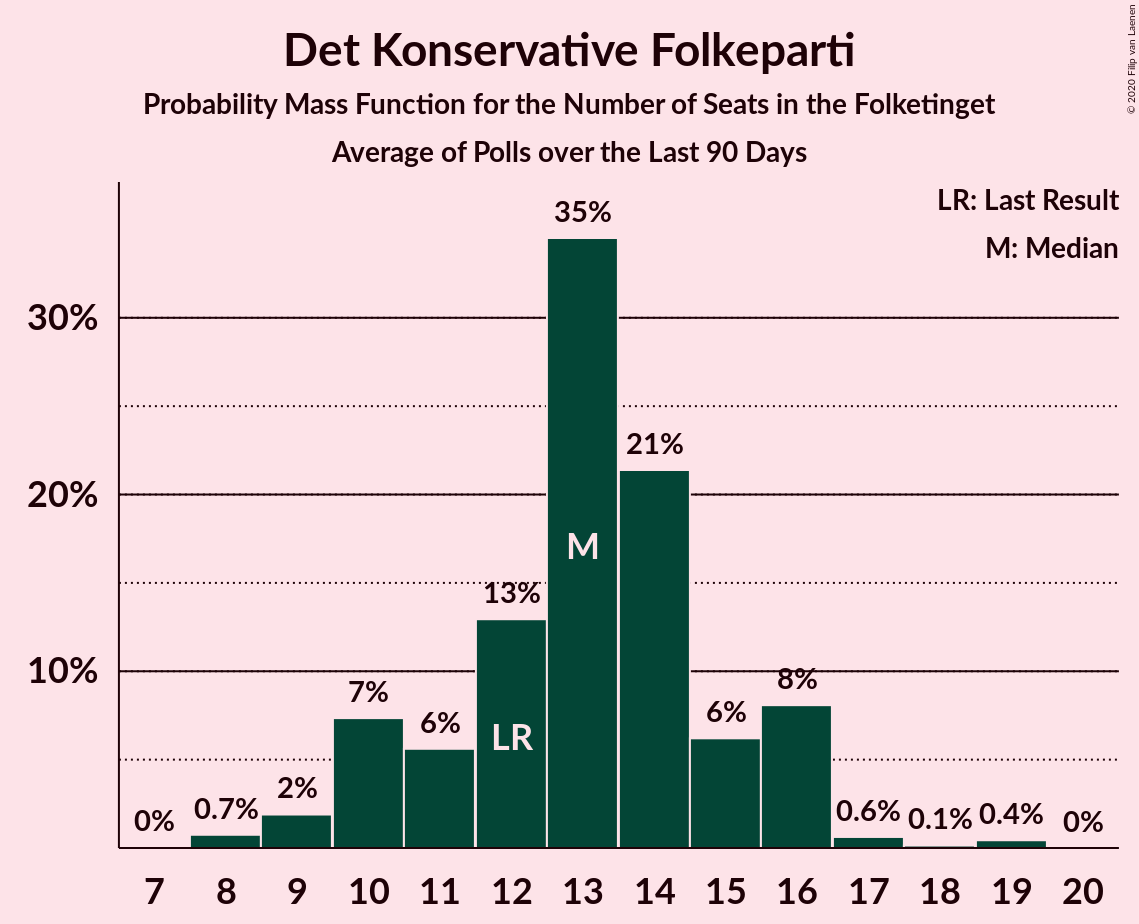 Det Konservative Folkeparti
Probability Mass Function for the Number of Seats in the Folketinget
Average of Polls over the Last 90 Days
© 2020 Filip van Laenen
LR: Last Result
M: Median
30%
20%
10%
0%
0.7%
2%
7%
6%
13%
35%
21%
6%
8%
0.6%
0.1%
0.4%
0%
LR
M
7 8 9 10 11 12 13 14 15 16 17 18 19 20